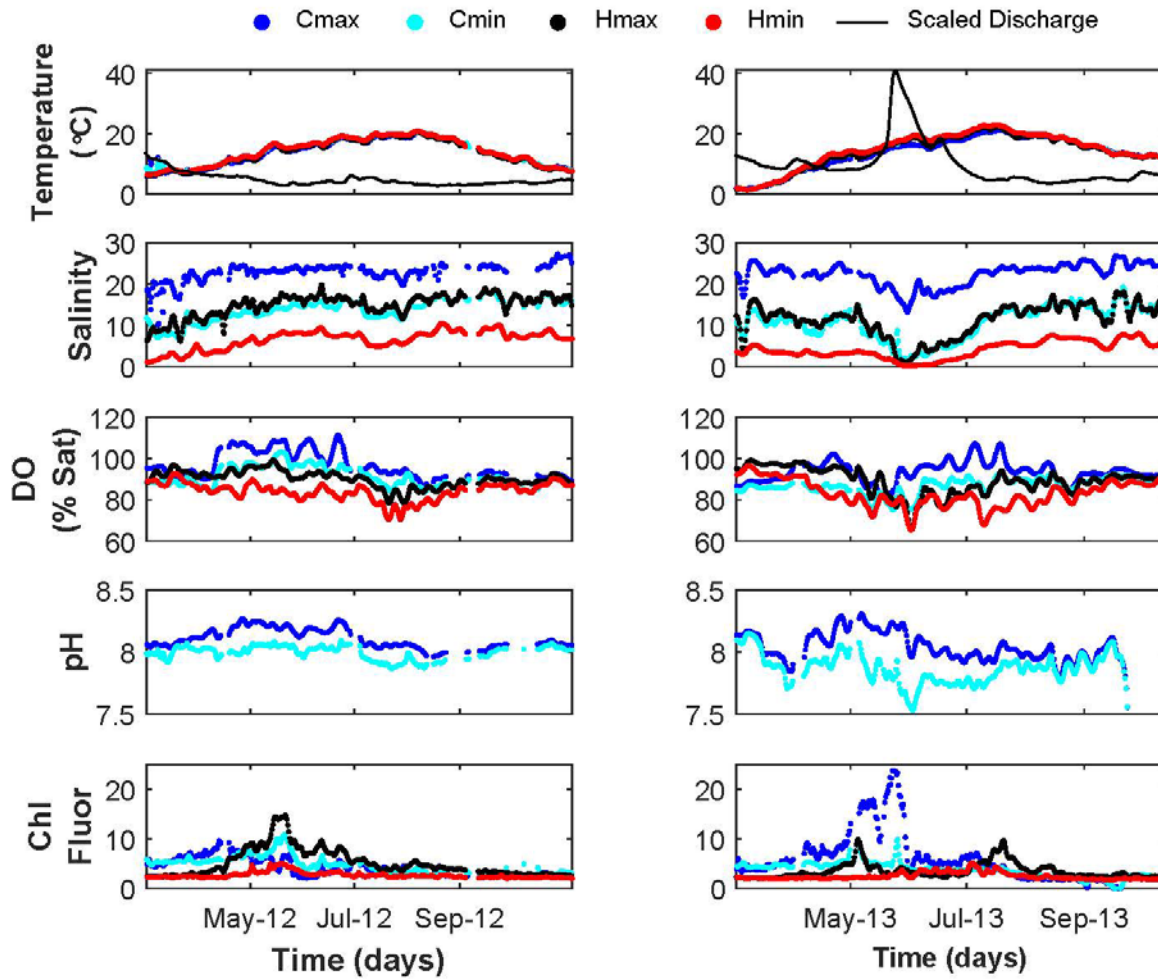 Cmax Cmin Hmax Hmin Scaled Discharge
Temperature
(°C)
40
20
0
40
20
0
Salinity
30
20
10
0
30
20
10
0
DO
(% Sat)
120
100
80
60
120
100
80
60
pH
8.5
8
7.5
8.5
8
7.5
Chl
Fluor
20
10
0
20
10
0
May-12 Jul-12 Sep-12
May-13 Jul-13 Sep-13
Time (days)
Time (days)